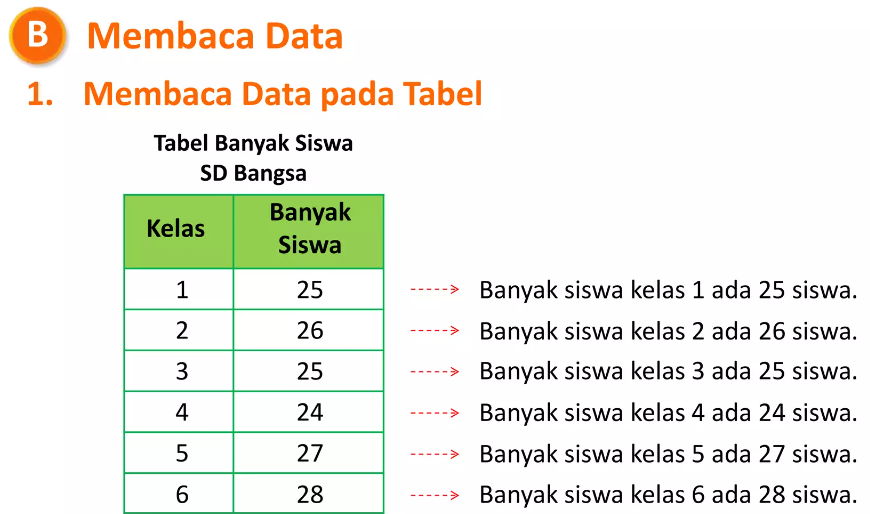 B Membaca Data
1. Membaca Data pada Tabel
Tabel Banyak Siswa
SD Bangsa
Kelas Banyak Siswa
1 25 Banyak siswa kelas 1 ada 25 siswa.
2 26 Banyak siswa kelas 2 ada 26 siswa.
3 25 Banyak siswa kelas 3 ada 25 siswa.
4 24 Banyak siswa kelas 4 ada 24 siswa.
5 27 Banyak siswa kelas 5 ada 27 siswa.
6 28 Banyak siswa kelas 6 ada 28 siswa.